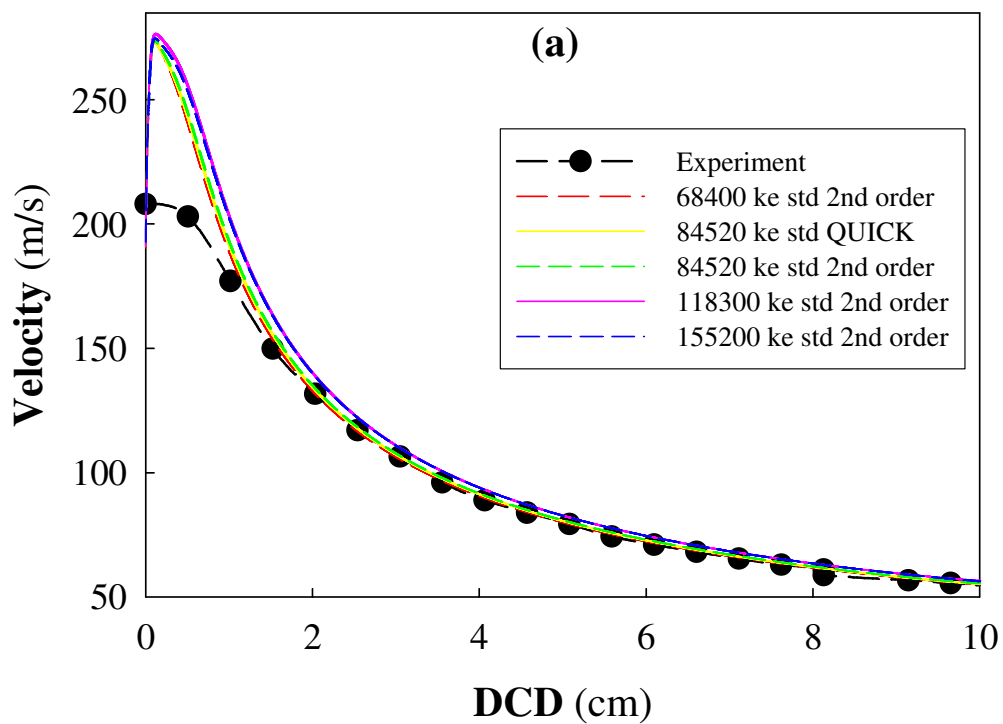 (a)
250
200
150
100
50
Velocity (m/s)
Experiment
68400 ke std 2nd order
84520 ke std QUICK
84520 ke std 2nd order
118300 ke std 2nd order
155200 ke std 2nd order
0 2 4 6 8 10
DCD (cm)